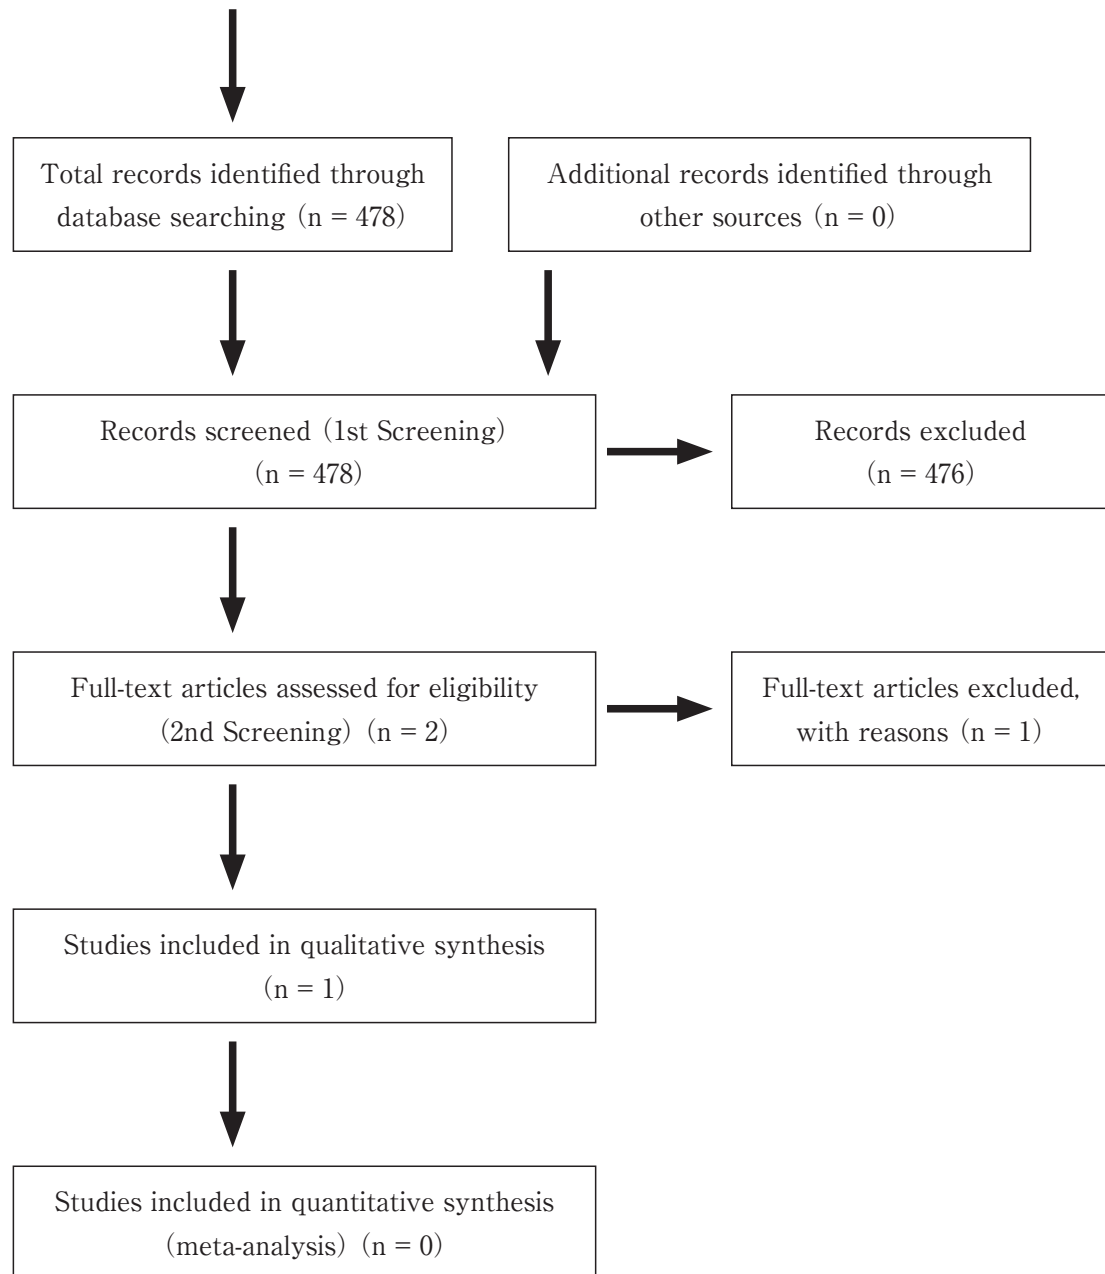 Total records identified through
database searching (n = 478)
Additional records identified through
other sources (n = 0)
Records screened (1st Screening)
(n = 478)
Records excluded
(n = 476)
Full-text articles assessed for eligibility
(2nd Screening) (n = 2)
Full-text articles excluded,
with reasons (n = 1)
Studies included in qualitative synthesis
(n = 1)
Studies included in quantitative synthesis
(meta-analysis) (n = 0)